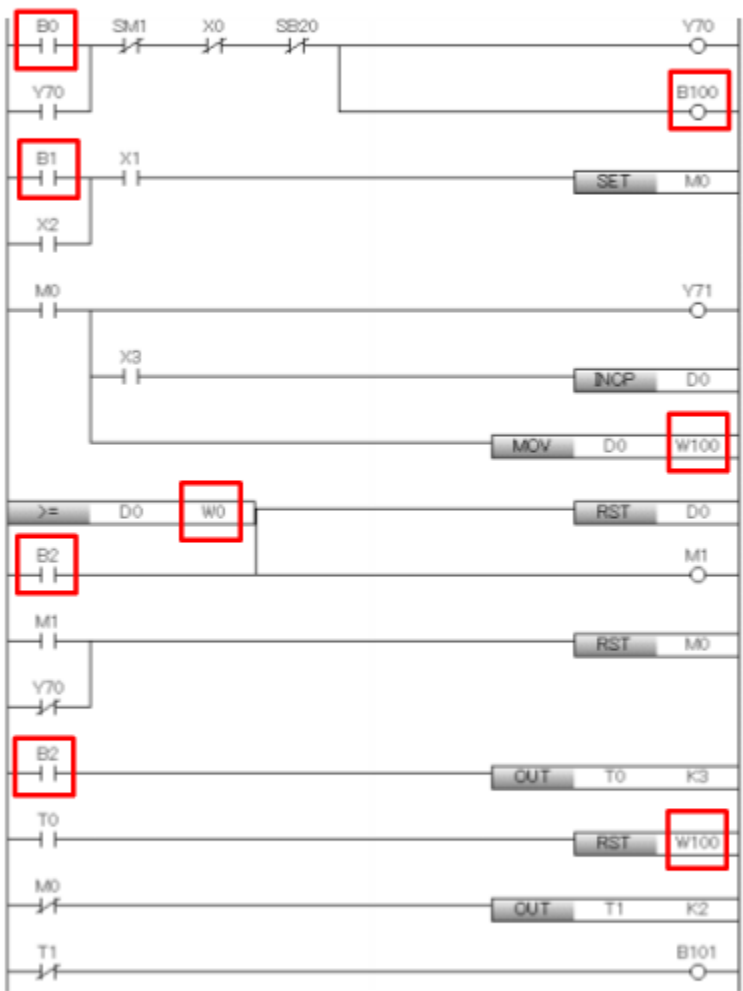 B0 SM1 X0 SB20 Y70
Y70 B100
B1 X1
SET M0
X2
M0 Y71
X3
INCP D0
MOV D0 W100
>= D0 W0 RST D0
B2 M1
M1
RST M0
Y70
B2
OUT T0 K3
T0
RST W100
M0
OUT T1 K2
T1 B101